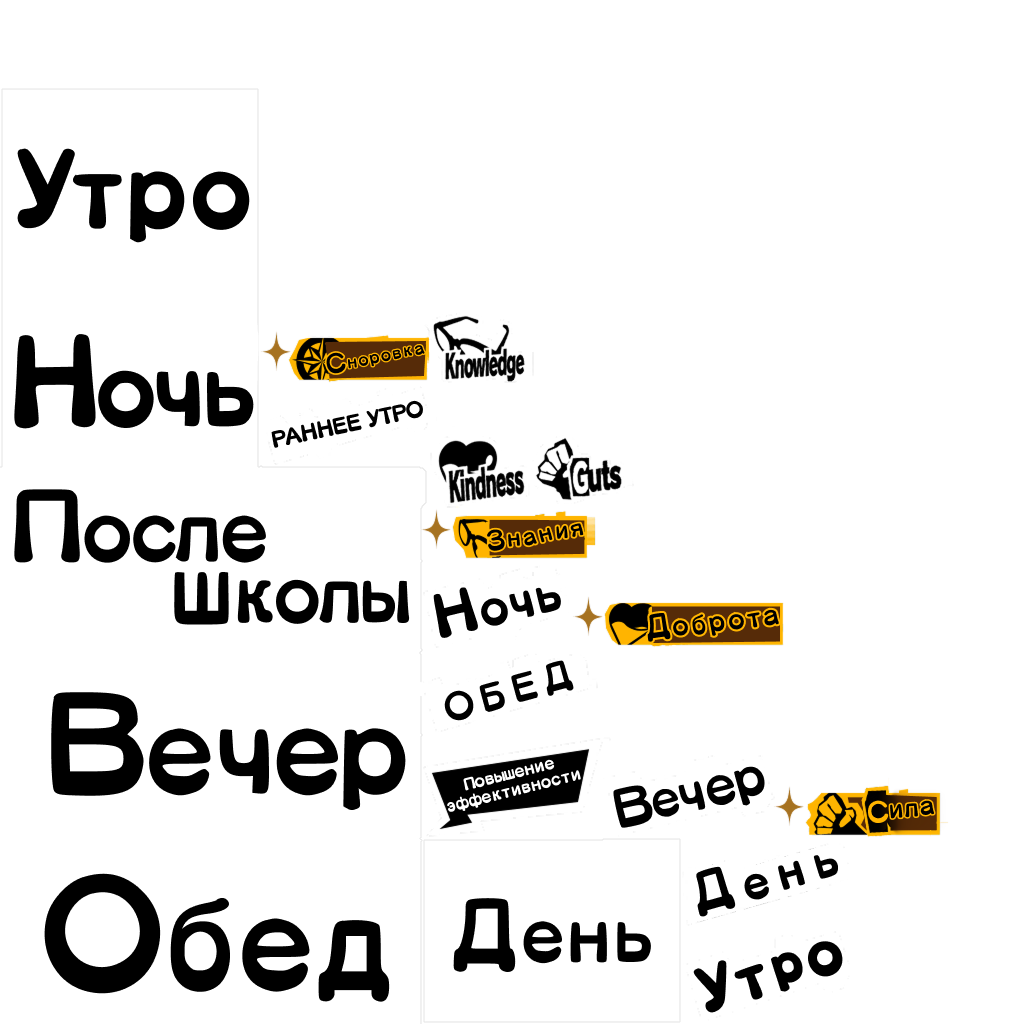 Утро
Ночь
Сноровка
Knowledge
РАННЕЕ УТРО
Kindness
Guts
После
школы
Знания
Ночь
Доброта
ОБЕД
Вечер
Повышение
эффективности
Вечер
Сила
Обед
День
День
Утро